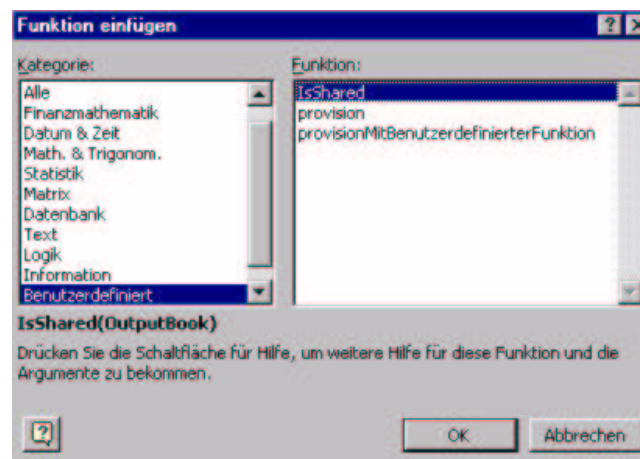 Funktion einfügen
Kategorie:
Alle
Finanzmathematik
Datum & Zeit
Math. & Trigonom.
Statistik
Matrix
Datenbank
Text
Logik
Information
Benutzerdefiniert
Funktion:
IsShared
provision
provisionMitBenutzerdefinierterFunktion
IsShared(OutputBook)
Drücken Sie die Schaltfläche für Hilfe, um weitere Hilfe für diese Funktion und die
Argumente zu bekommen.
OK
Abbrechen